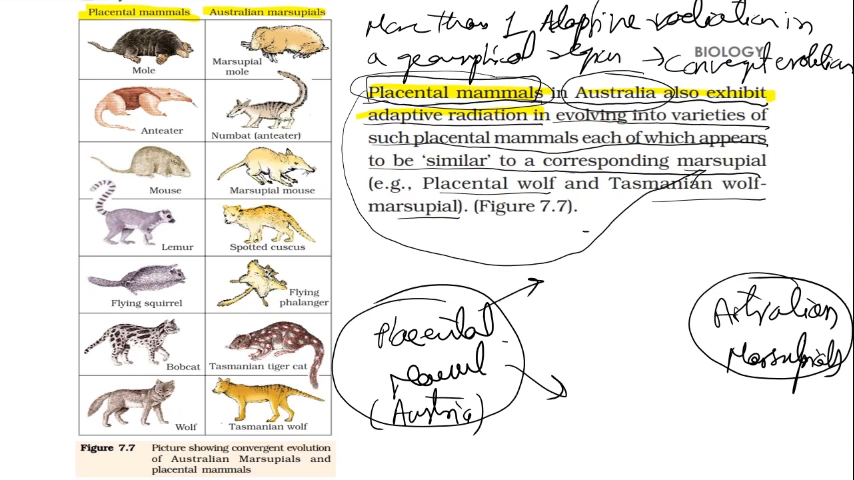 Placental mammals
Australian marsupials
Mole
Marsupial
mole
Anteater
Numbat (anteater)
Mouse
Marsupial mouse
Lemur
Spotted cuscus
Flying squirrel
Flying
phalanger
Bobcat
Tasmanian tiger cat
Wolf
Tasmanian wolf
Figure 7.7 Picture showing convergent evolution
of Australian Marsupials and
placental mammals
More than 1 Adaptive radiation in
a geographical region → convergent evolution
BIOLOGY
Placental mammals in Australia also exhibit
adaptive radiation in evolving into varieties of
such placental mammals each of which appears
to be 'similar' to a corresponding marsupial
(e.g., Placental wolf and Tasmanian wolf-
marsupial). (Figure 7.7).
Placental
(Austria)
Astralian
Marsupials